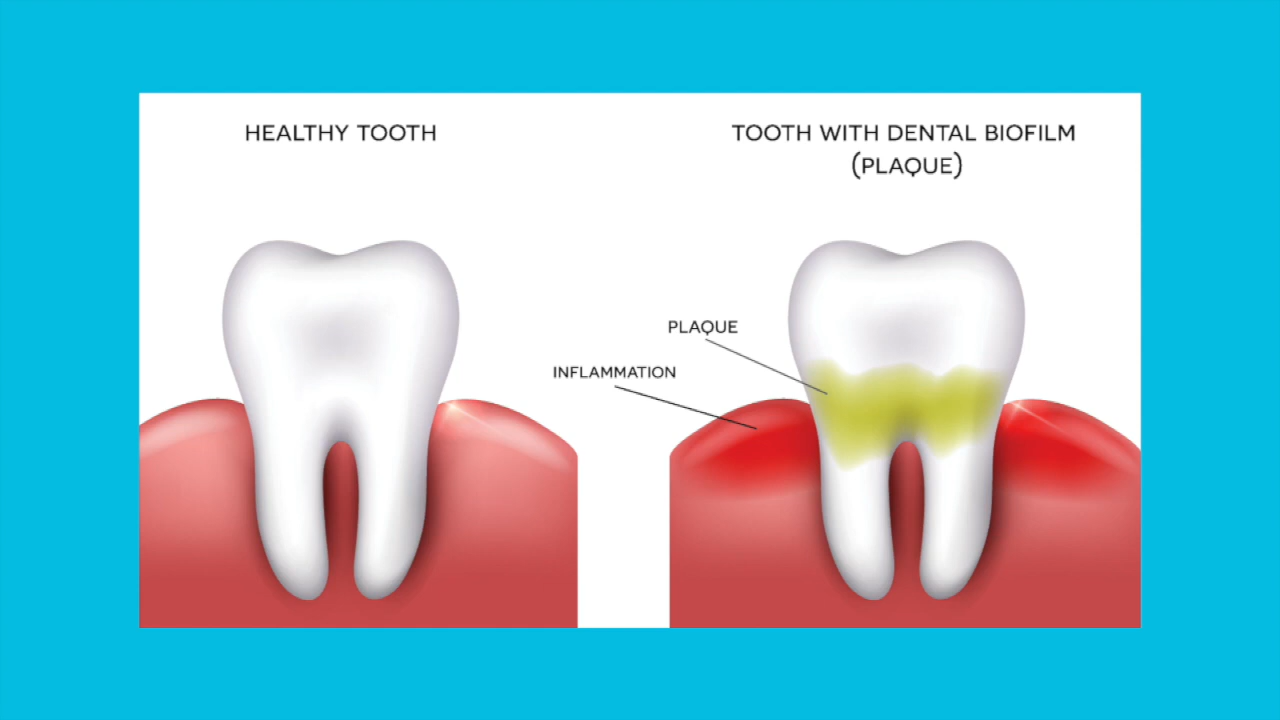 HEALTHY TOOTH
TOOTH WITH DENTAL BIOFILM
(PLAQUE)
PLAQUE
INFLAMMATION